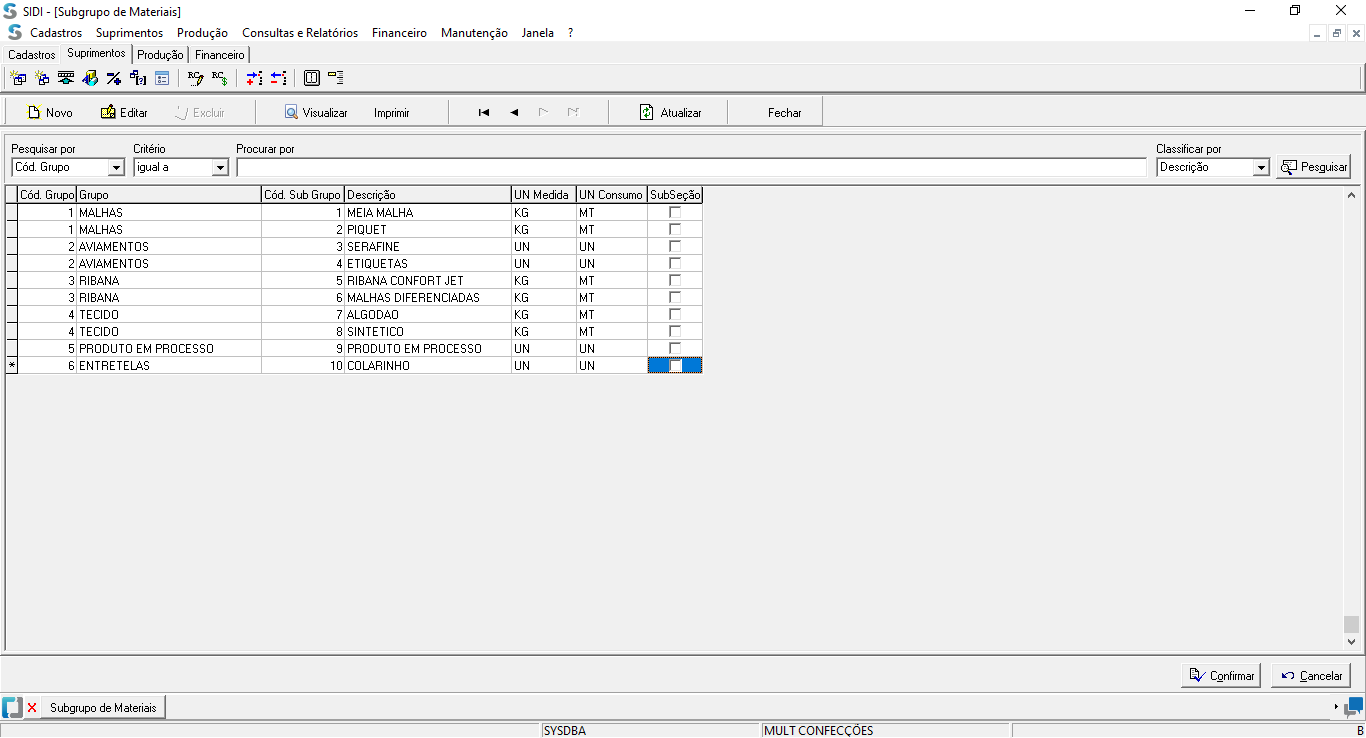 SIDI - [Subgrupo de Materiais]
Cadastros Suprimentos Produção Consultas e Relatórios Financeiro Manutenção Janela ?
Cadastros Suprimentos Produção Financeiro
Novo Editar Excluir Visualizar Imprimir Atualizar Fechar
Pesquisar por Critério Procurar por Classificar por
Cód. Grupo igual a Descrição Pesquisar
Cód. Grupo Grupo Cód. Sub Grupo Descrição UN Medida UN Consumo SubSeção
1 MALHAS 1 MEIA MALHA KG MT
1 MALHAS 2 PIQUET KG MT
2 AVIAMENTOS 3 SERAFINE UN UN
2 AVIAMENTOS 4 ETIQUETAS UN UN
3 RIBANA 5 RIBANA CONFORT JET KG MT
3 RIBANA 6 MALHAS DIFERENCIADAS KG MT
4 TECIDO 7 ALGODAO KG MT
4 TECIDO 8 SINTETICO KG MT
5 PRODUTO EM PROCESSO 9 PRODUTO EM PROCESSO UN UN
* 6 ENTRETELAS 10 COLARINHO UN UN
Confirmar Cancelar
Subgrupo de Materiais
SYSDBA MULT CONFECÇÕES B